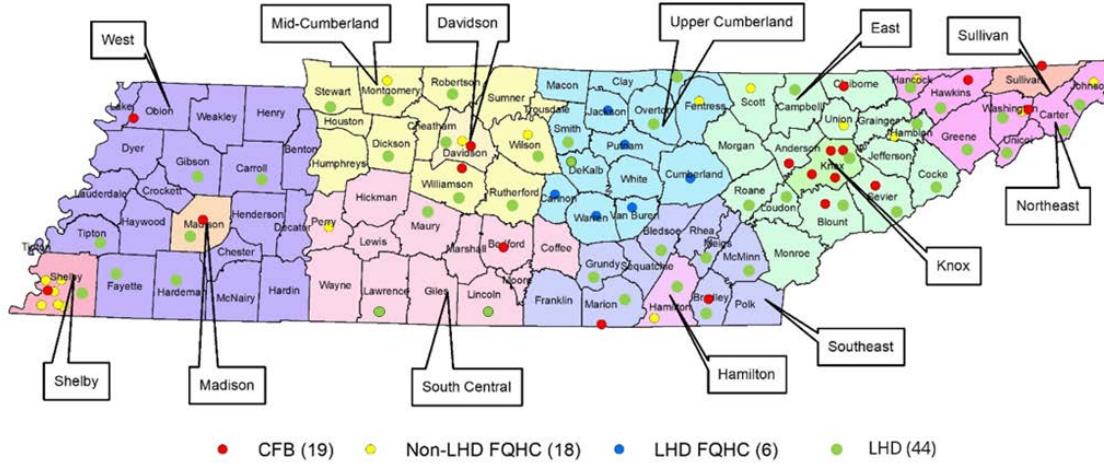 West
Mid-Cumberland
Davidson
Upper Cumberland
East
Sullivan
Lake
Obion
Weakley
Henry
Stewart
Montgomery
Robertson
Sumner
Trousdale
Macon
Clay
Jackson
Overton
Fentress
Scott
Campbell
Claiborne
Hancock
Hawkins
Sullivan
Johnson
Dyer
Gibson
Carroll
Benton
Houston
Humphreys
Dickson
Cheatham
Davidson
Wilson
Smith
Putnam
DeKalb
White
Cumberland
Morgan
Anderson
Union
Grainger
Hamblen
Greene
Washington
Unicoi
Carter
Lauderdale
Crockett
Haywood
Madison
Henderson
Decatur
Perry
Hickman
Williamson
Rutherford
Cannon
Warren
Van Buren
Roane
Loudon
Knox
Jefferson
Sevier
Cocke
Blount
Monroe
Northeast
Tipton
Tipton
Chester
Lewis
Maury
Marshall
Bedford
Coffee
Moore
Bledsoe
Rhea
Meigs
McMinn
Knox
Shelby
Fayette
Hardeman
McNairy
Hardin
Wayne
Lawrence
Giles
Lincoln
Franklin
Grundy
Sequatchie
Marion
Hamilton
Bradley
Polk
Southeast
Shelby
Madison
South Central
Hamilton
CFB (19)
Non-LHD FQHC (18)
LHD FQHC (6)
LHD (44)